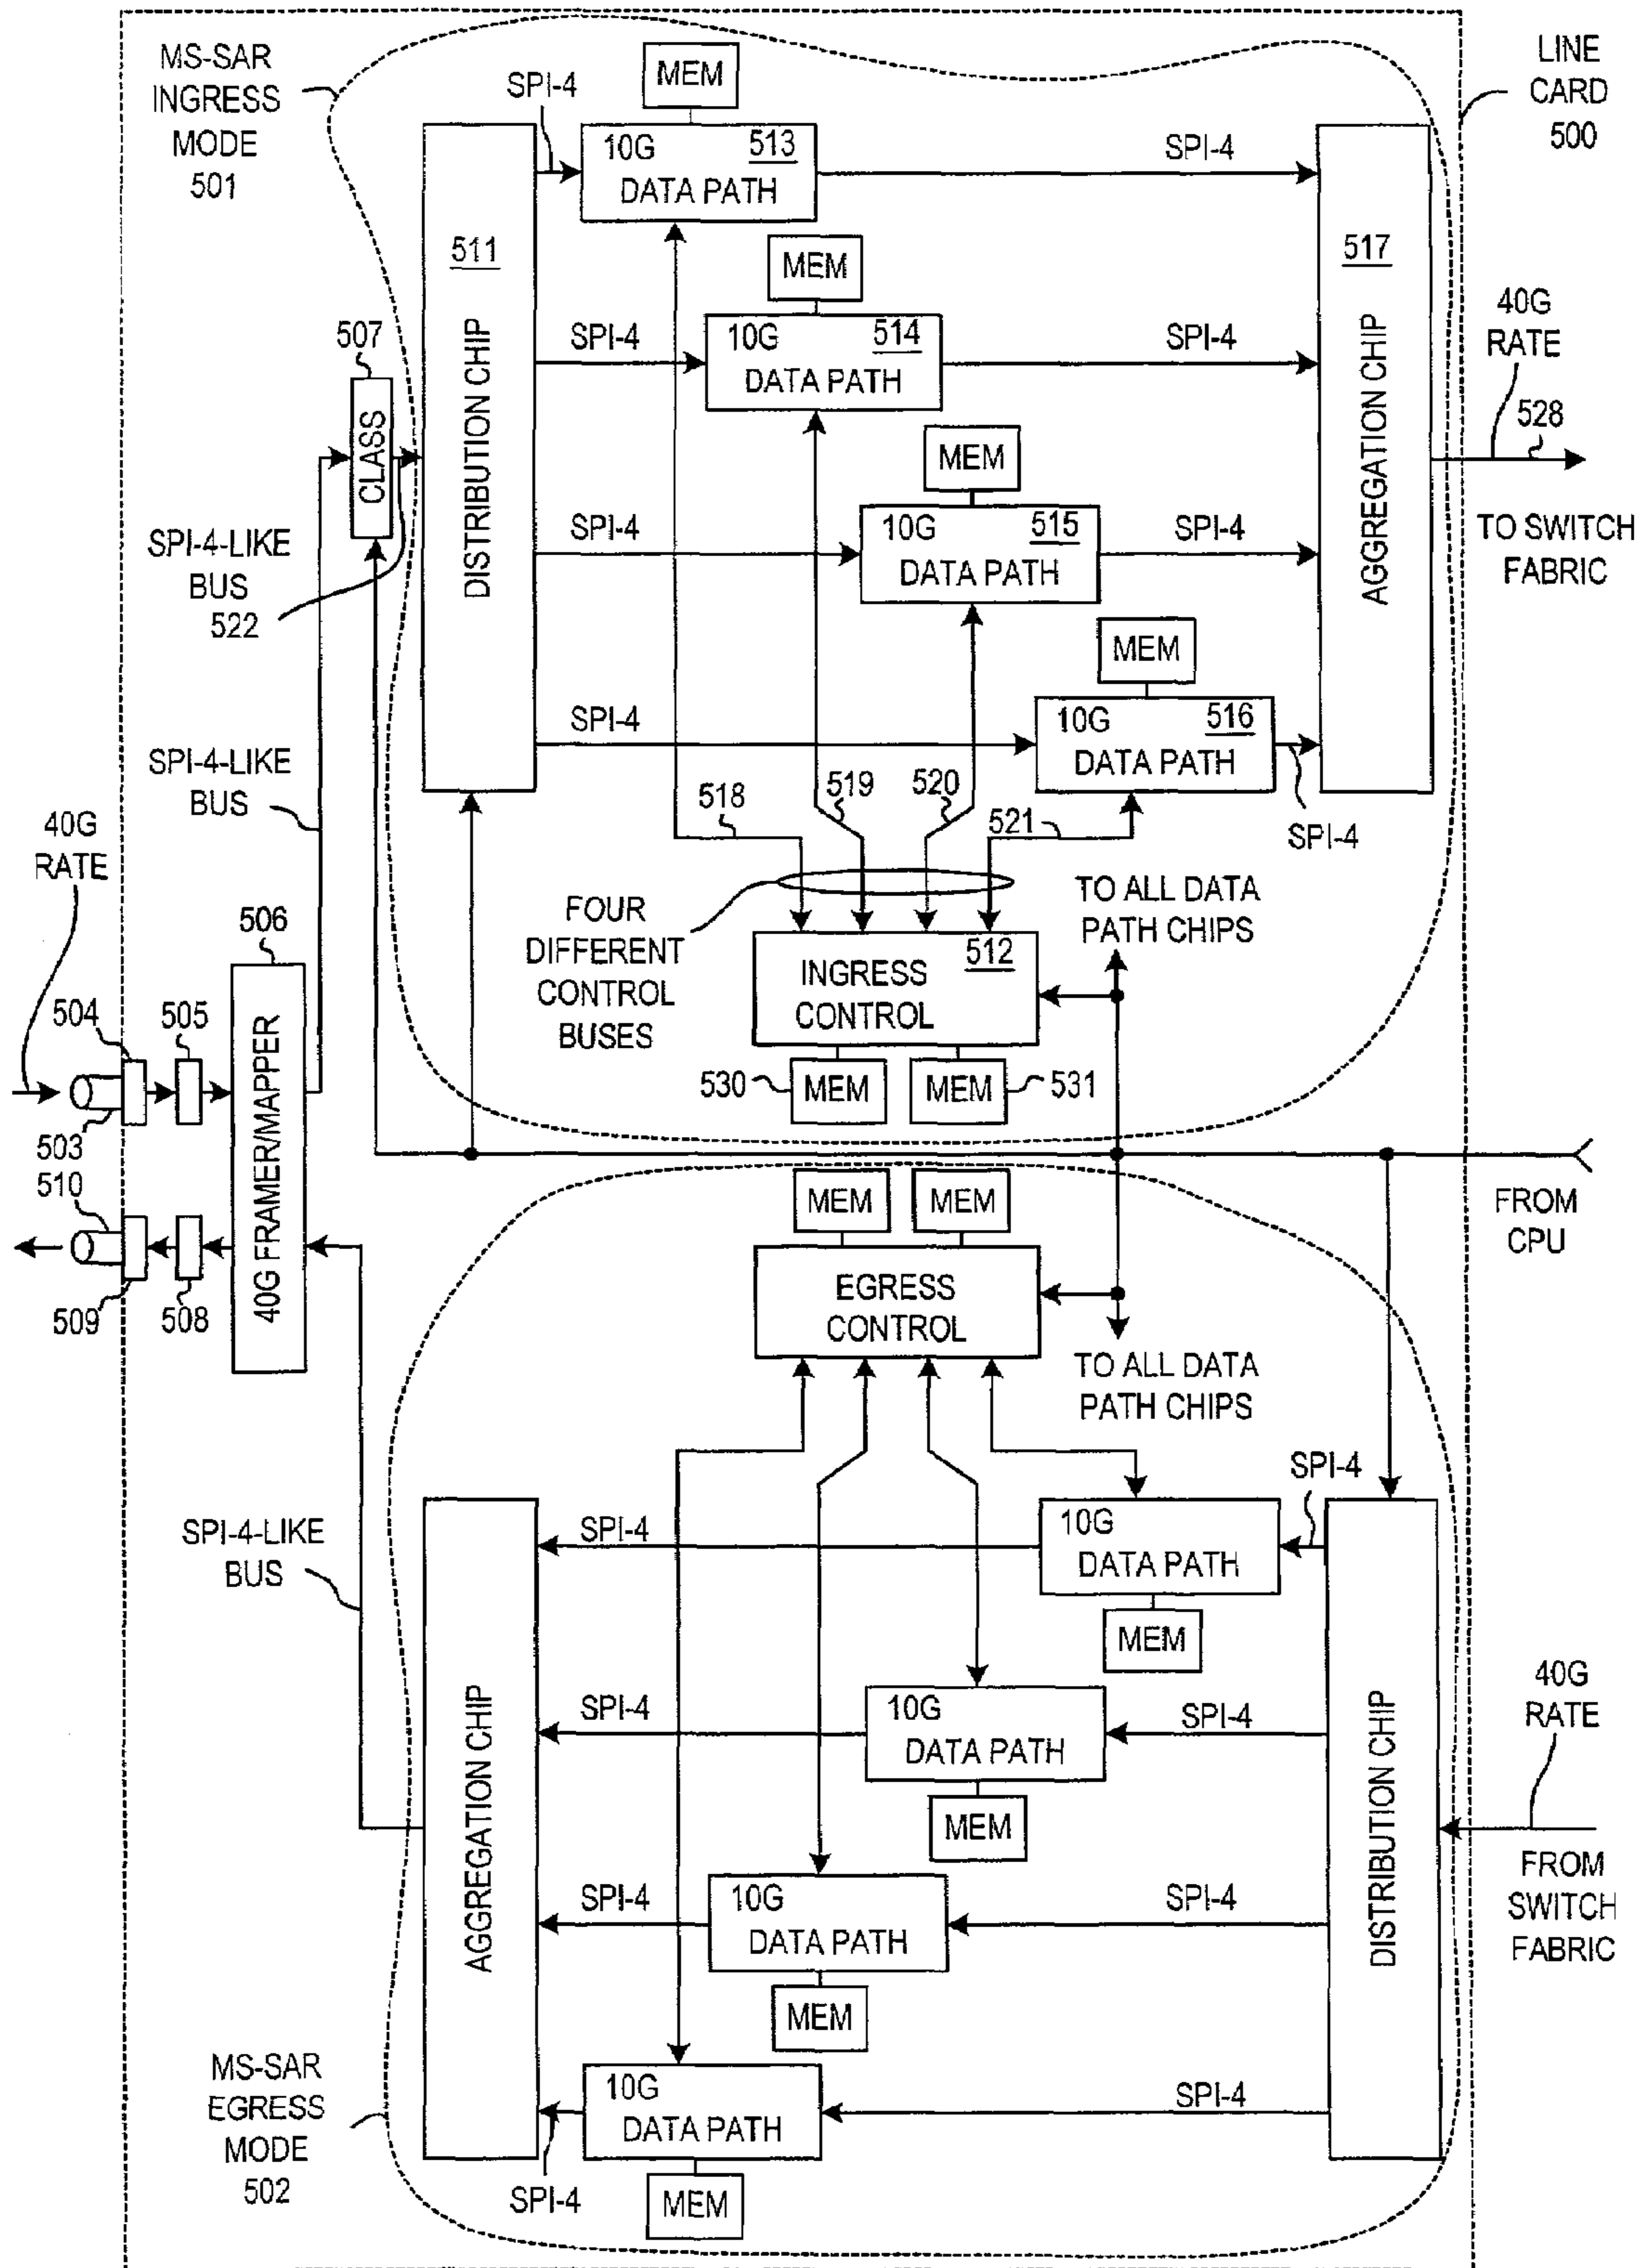 MS-SAR
INGRESS
MODE
501
LINE
CARD
500
SPI-4
MEM
10G 513
DATA PATH
SPI-4
511
DISTRIBUTION CHIP
517
AGGREGATION CHIP
MEM
SPI-4
10G 514
DATA PATH
SPI-4
40G
RATE
528
TO SWITCH
FABRIC
507
CLASS
SPI-4-LIKE
BUS
522
MEM
SPI-4
10G 515
DATA PATH
SPI-4
MEM
SPI-4
10G 516
DATA PATH
SPI-4
SPI-4-LIKE
BUS
518
519
520
521
40G
RATE
FOUR
DIFFERENT
CONTROL
BUSES
TO ALL DATA
PATH CHIPS
INGRESS 512
CONTROL
530
MEM
MEM
531
506
504
505
503
40G FRAMER/MAPPER
510
509
508
FROM
CPU
MEM
MEM
EGRESS
CONTROL
TO ALL DATA
PATH CHIPS
SPI-4-LIKE
BUS
AGGREGATION CHIP
DISTRIBUTION CHIP
SPI-4
10G
DATA PATH
SPI-4
MEM
SPI-4
10G
DATA PATH
SPI-4
MEM
40G
RATE
FROM
SWITCH
FABRIC
SPI-4
10G
DATA PATH
SPI-4
MEM
MS-SAR
EGRESS
MODE
502
10G
DATA PATH
SPI-4
SPI-4
MEM